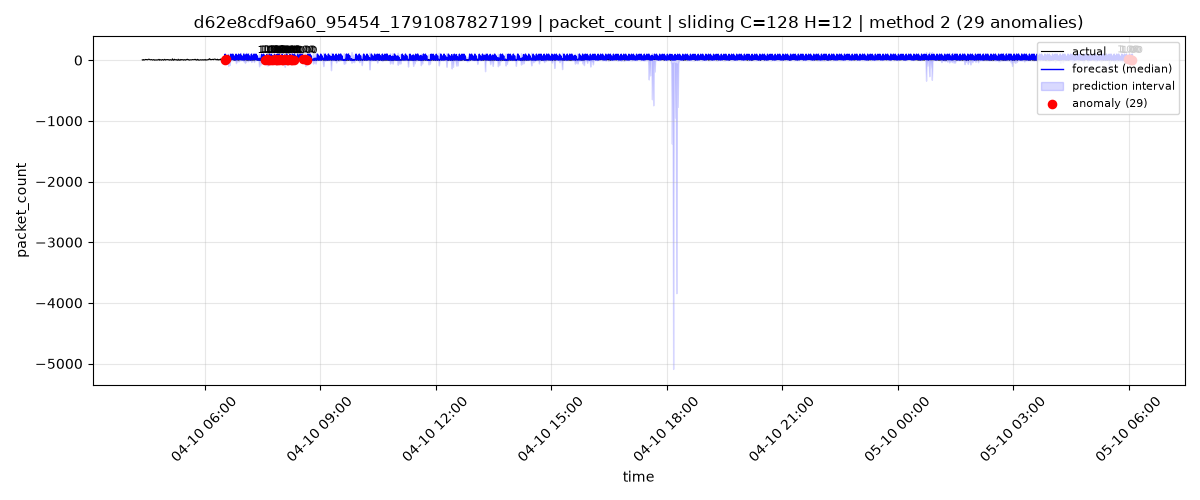 d62e8cdf9a60_95454_1791087827199 | packet_count | sliding C=128 H=12 | method 2 (29 anomalies)
actual
forecast (median)
prediction interval
anomaly (29)
packet_count
0
−1000
−2000
−3000
−4000
−5000
04-10 06:00
04-10 09:00
04-10 12:00
04-10 15:00
04-10 18:00
04-10 21:00
05-10 00:00
05-10 03:00
05-10 06:00
time